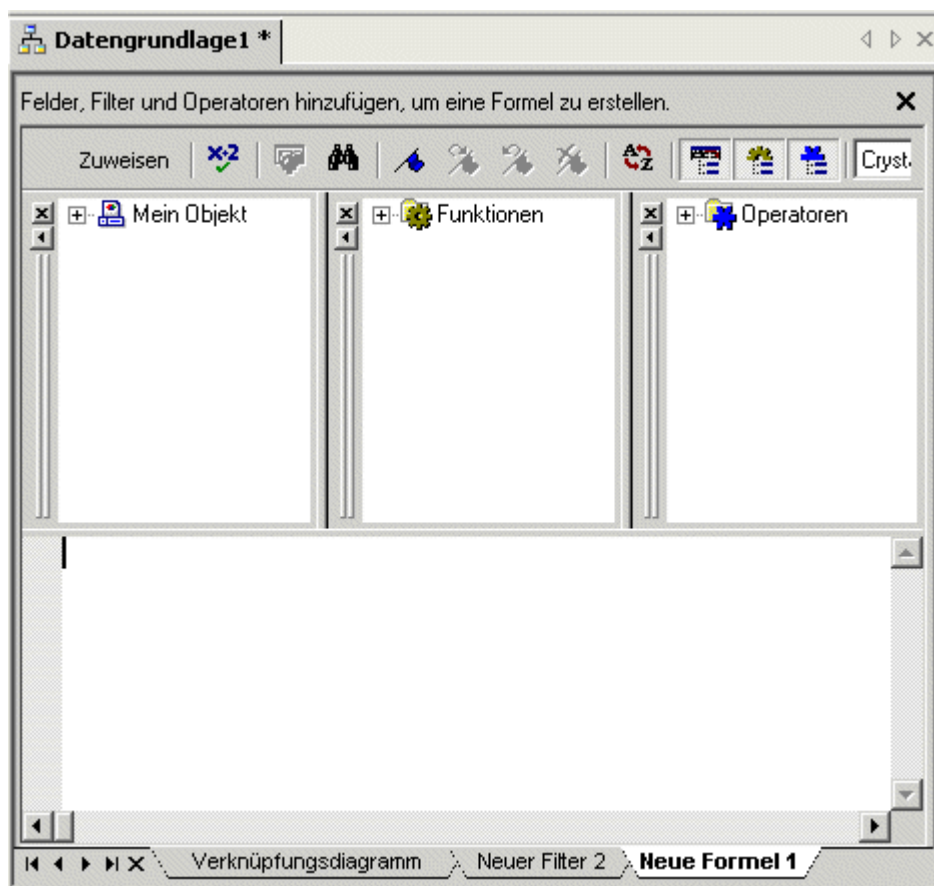 Datengrundlage1 *
Felder, Filter und Operatoren hinzufügen, um eine Formel zu erstellen.
Zuweisen
Mein Objekt
Funktionen
Operatoren
Verknüpfungsdiagramm
Neuer Filter 2
Neue Formel 1